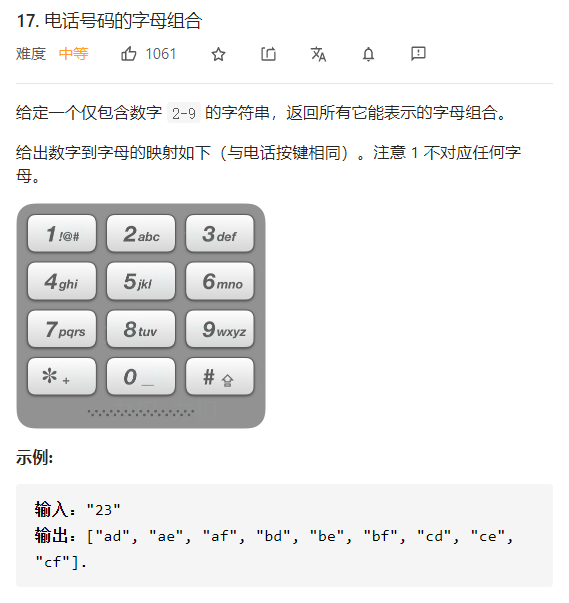 17. 电话号码的字母组合
难度 中等 1061
给定一个仅包含数字 2-9 的字符串，返回所有它能表示的字母组合。
给出数字到字母的映射如下（与电话按键相同）。注意 1 不对应任何字
母。
1 !@# 2 abc 3 def
4 ghi 5 jkl 6 mno
7 pqrs 8 tuv 9 wxyz
* + 0 _ #
示例:
输入："23"
输出：["ad", "ae", "af", "bd", "be", "bf", "cd", "ce",
"cf"].